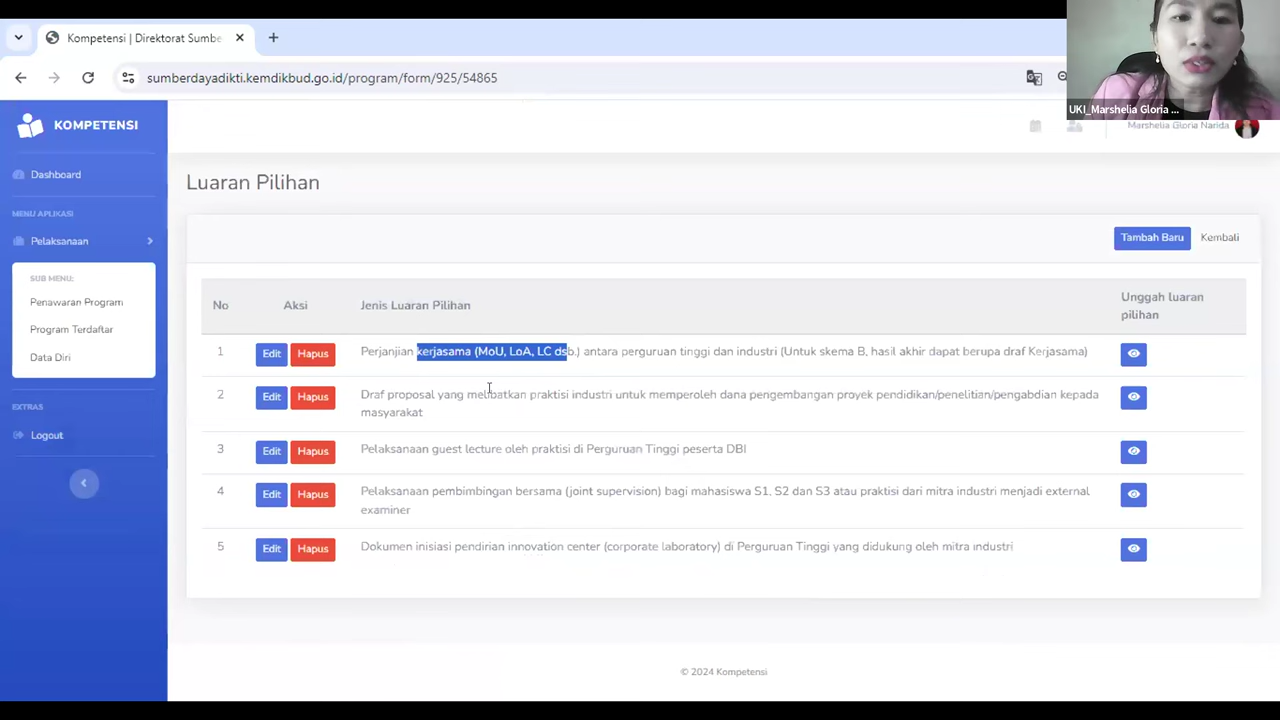 Kompetensi | Direktorat Sumbe
sumberdayadikti.kemdikbud.go.id/program/form/925/54865
UKI_Marshelia Gloria ...
KOMPETENSI
Marshelia Gloria Narida
Dashboard
MENU APLIKASI
Pelaksanaan
SUB MENU:
Penawaran Program
Program Terdaftar
Data Diri
EXTRAS
Logout
Luaran Pilihan
Tambah Baru Kembali
No Aksi Jenis Luaran Pilihan Unggah luaran
pilihan
1 Edit Hapus Perjanjian kerjasama (MoU, LoA, LC dsb.) antara perguruan tinggi dan industri (Untuk skema B, hasil akhir dapat berupa draf Kerjasama)
2 Edit Hapus Draf proposal yang melibatkan praktisi industri untuk memperoleh dana pengembangan proyek pendidikan/penelitian/pengabdian kepada
masyarakat
3 Edit Hapus Pelaksanaan guest lecture oleh praktisi di Perguruan Tinggi peserta DBI
4 Edit Hapus Pelaksanaan pembimbingan bersama (joint supervision) bagi mahasiswa S1, S2 dan S3 atau praktisi dari mitra industri menjadi external
examiner
5 Edit Hapus Dokumen inisiasi pendirian innovation center (corporate laboratory) di Perguruan Tinggi yang didukung oleh mitra industri
© 2024 Kompetensi